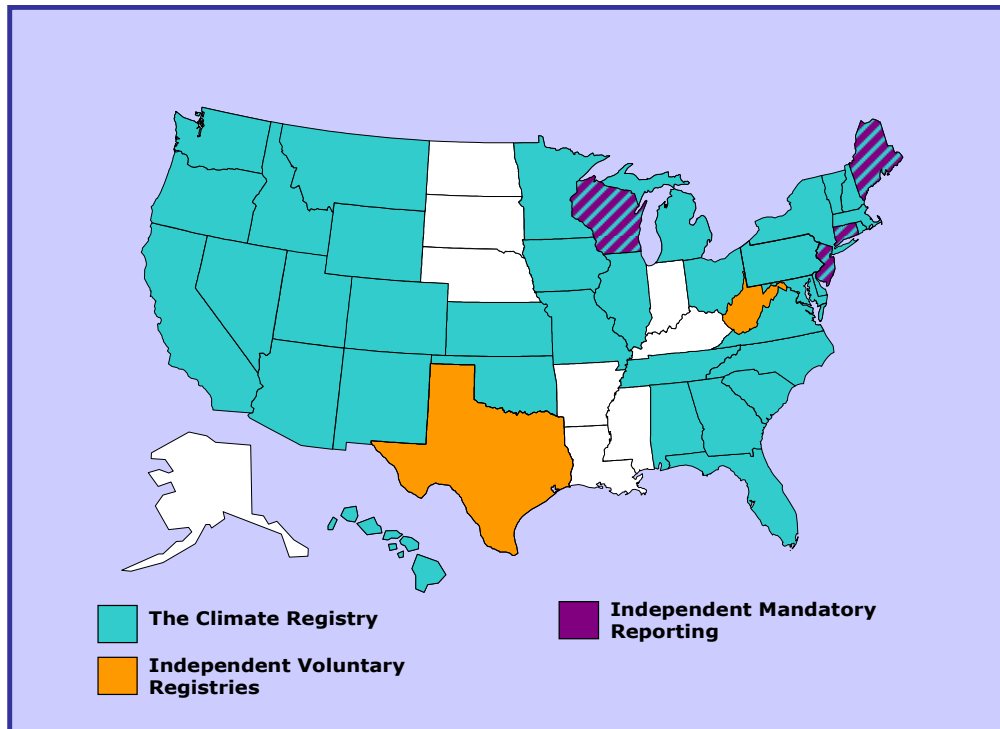 The Climate Registry
Independent Voluntary
Registries
Independent Mandatory
Reporting